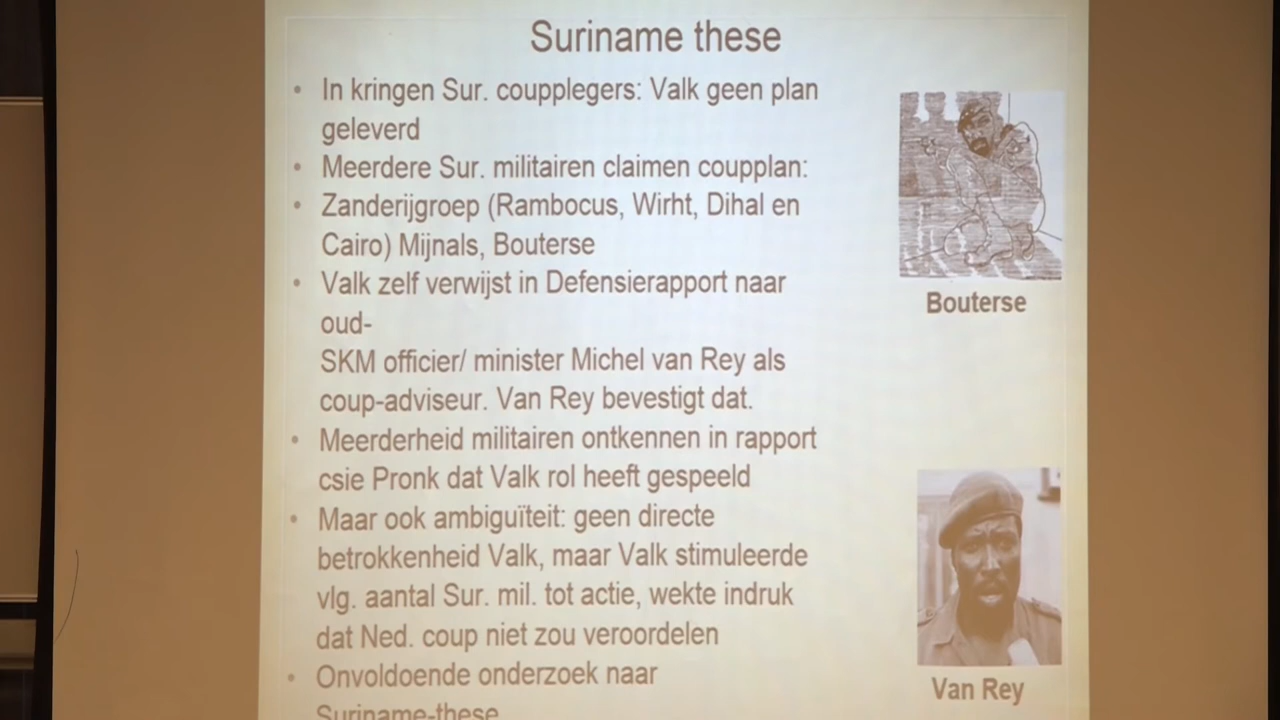 Suriname these
• In kringen Sur. coupplegers: Valk geen plan
geleverd
• Meerdere Sur. militairen claimen coupplan:
• Zanderijgroep (Rambocus, Wirht, Dihal en
Cairo) Mijnals, Bouterse
• Valk zelf verwijst in Defensierapport naar
oud-
SKM officier/ minister Michel van Rey als
coup-adviseur. Van Rey bevestigt dat.
• Meerderheid militairen ontkennen in rapport
csie Pronk dat Valk rol heeft gespeeld
• Maar ook ambiguïteit: geen directe
betrokkenheid Valk, maar Valk stimuleerde
vlg. aantal Sur. mil. tot actie, wekte indruk
dat Ned. coup niet zou veroordelen
• Onvoldoende onderzoek naar
Suriname-these
Bouterse
Van Rey